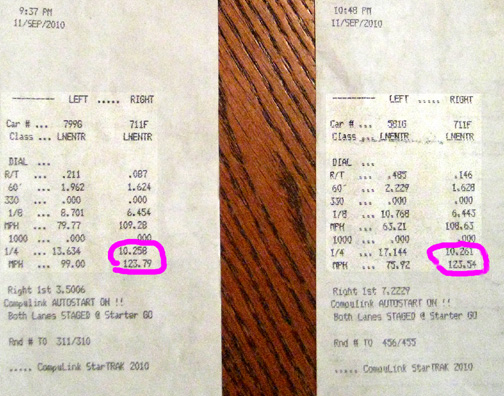 9:37 PM
11/SEP/2010
LEFT ..... RIGHT
Car # ... 799G 711F
Class ... LNENTR LNENTR
DIAL ...
R/T ... .211 .087
60' ... 1.962 1.624
330 ... .000 .000
1/8 ... 8.701 6.454
MPH ... 79.77 109.28
1000 ... .000 .000
1/4 ... 13.634 10.258
MPH ... 99.00 123.79
Right 1st 3.5006
Compulink AUTOSTART ON !!
Both Lanes STAGED @ Starter GO
Rnd # TO 311/310
..... CompuLink StarTRAK 2010
10:48 PM
11/SEP/2010
LEFT ..... RIGHT
Car # ... 581G 711F
Class ... LNENTR LNENTR
DIAL ...
R/T ... .485 .146
60' ... 2.229 1.628
330 ... .000 .000
1/8 ... 10.768 6.443
MPH ... 63.21 108.63
1000 ... .000 .000
1/4 ... 17.144 10.261
MPH ... 75.92 123.54
Right 1st 7.2229
Compulink AUTOSTART ON !!
Both Lanes STAGED @ Starter GO
Rnd # TO 456/455
..... CompuLink StarTRAK 2010